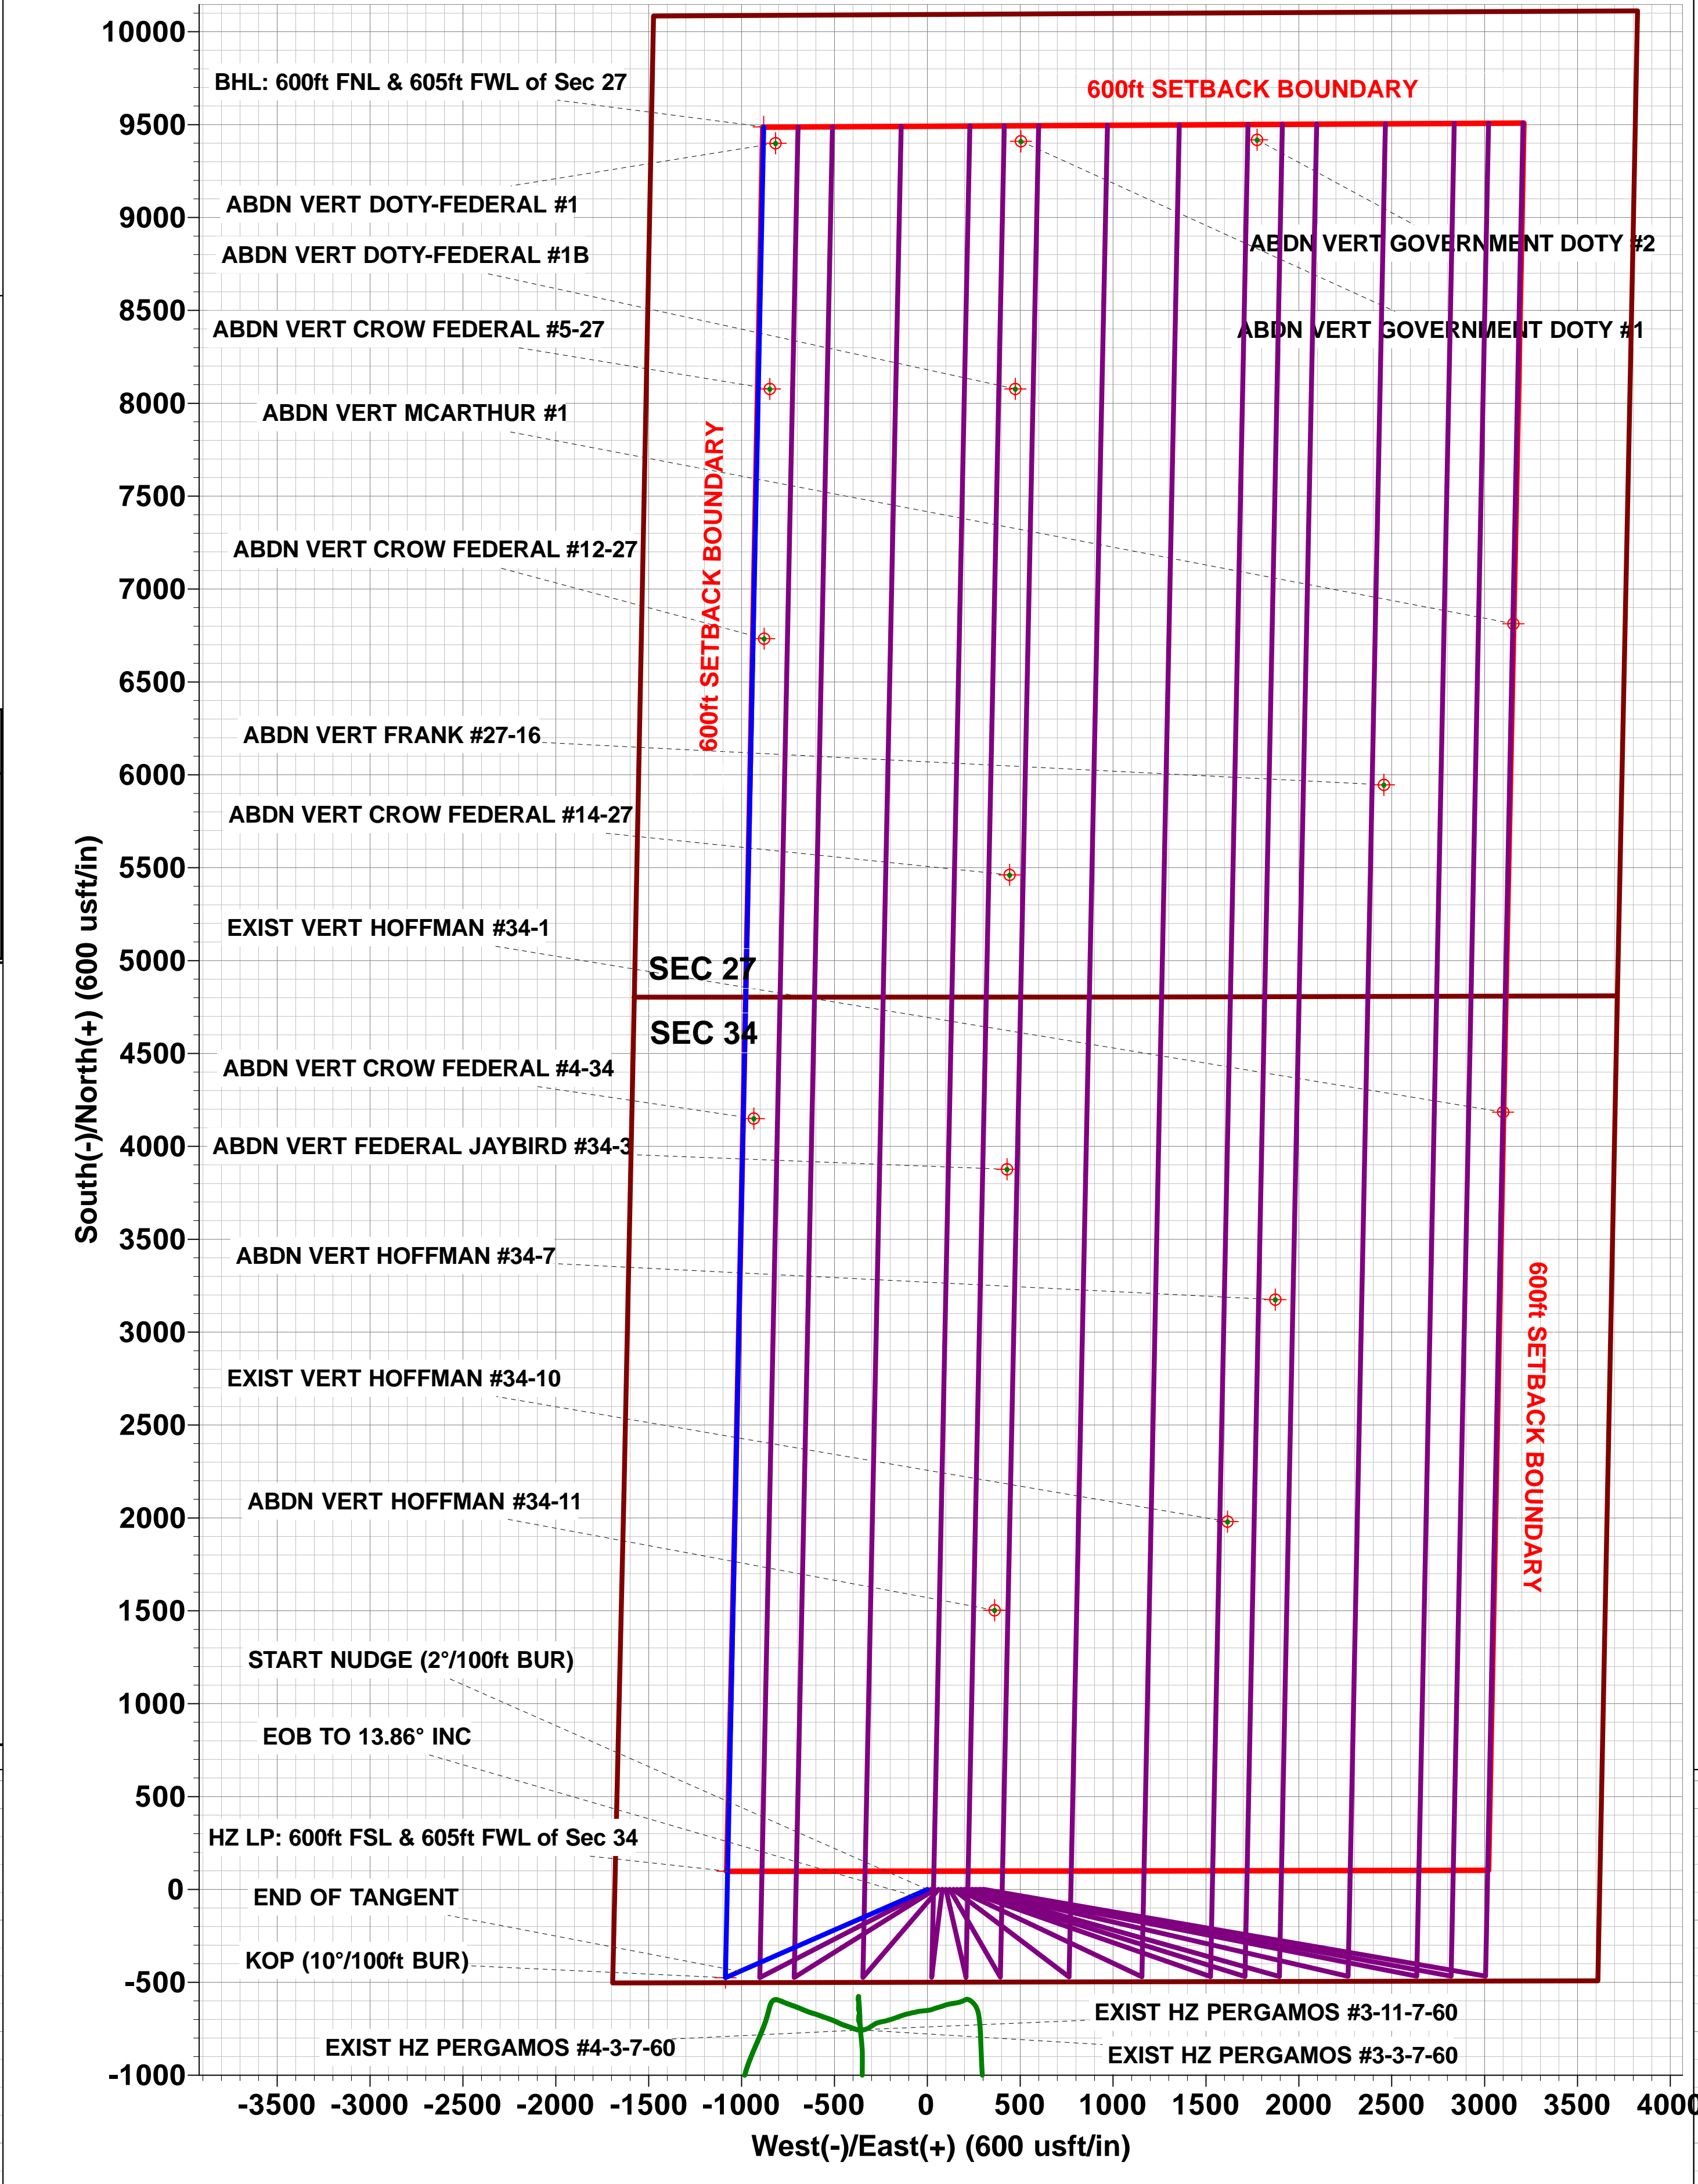 10000
BHL: 600ft FNL & 605ft FWL of Sec 27
600ft SETBACK BOUNDARY
9500
ABDN VERT DOTY-FEDERAL #1
9000
ABDN VERT GOVERNMENT DOTY #2
ABDN VERT DOTY-FEDERAL #1B
8500
ABDN VERT CROW FEDERAL #5-27
ABDN VERT GOVERNMENT DOTY #1
8000
ABDN VERT MCARTHUR #1
7500
ABDN VERT CROW FEDERAL #12-27
600ft SETBACK BOUNDARY
7000
6500
ABDN VERT FRANK #27-16
6000
ABDN VERT CROW FEDERAL #14-27
5500
EXIST VERT HOFFMAN #34-1
5000
SEC 27
SEC 34
4500
ABDN VERT CROW FEDERAL #4-34
4000
ABDN VERT FEDERAL JAYBIRD #34-3
South(-)/North(+) (600 usft/in)
3500
ABDN VERT HOFFMAN #34-7
3000
600ft SETBACK BOUNDARY
EXIST VERT HOFFMAN #34-10
2500
2000
ABDN VERT HOFFMAN #34-11
1500
START NUDGE (2°/100ft BUR)
1000
EOB TO 13.86° INC
500
HZ LP: 600ft FSL & 605ft FWL of Sec 34
0
END OF TANGENT
KOP (10°/100ft BUR)
-500
EXIST HZ PERGAMOS #3-11-7-60
EXIST HZ PERGAMOS #4-3-7-60
EXIST HZ PERGAMOS #3-3-7-60
-1000
-3500 -3000 -2500 -2000 -1500 -1000 -500 0 500 1000 1500 2000 2500 3000 3500 4000
West(-)/East(+) (600 usft/in)